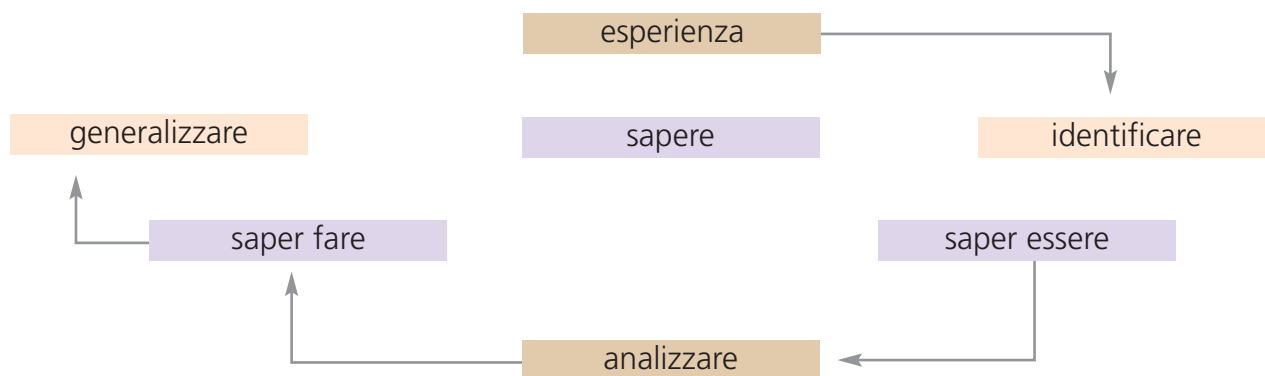 esperienza
generalizzare
sapere
identificare
saper fare
saper essere
analizzare